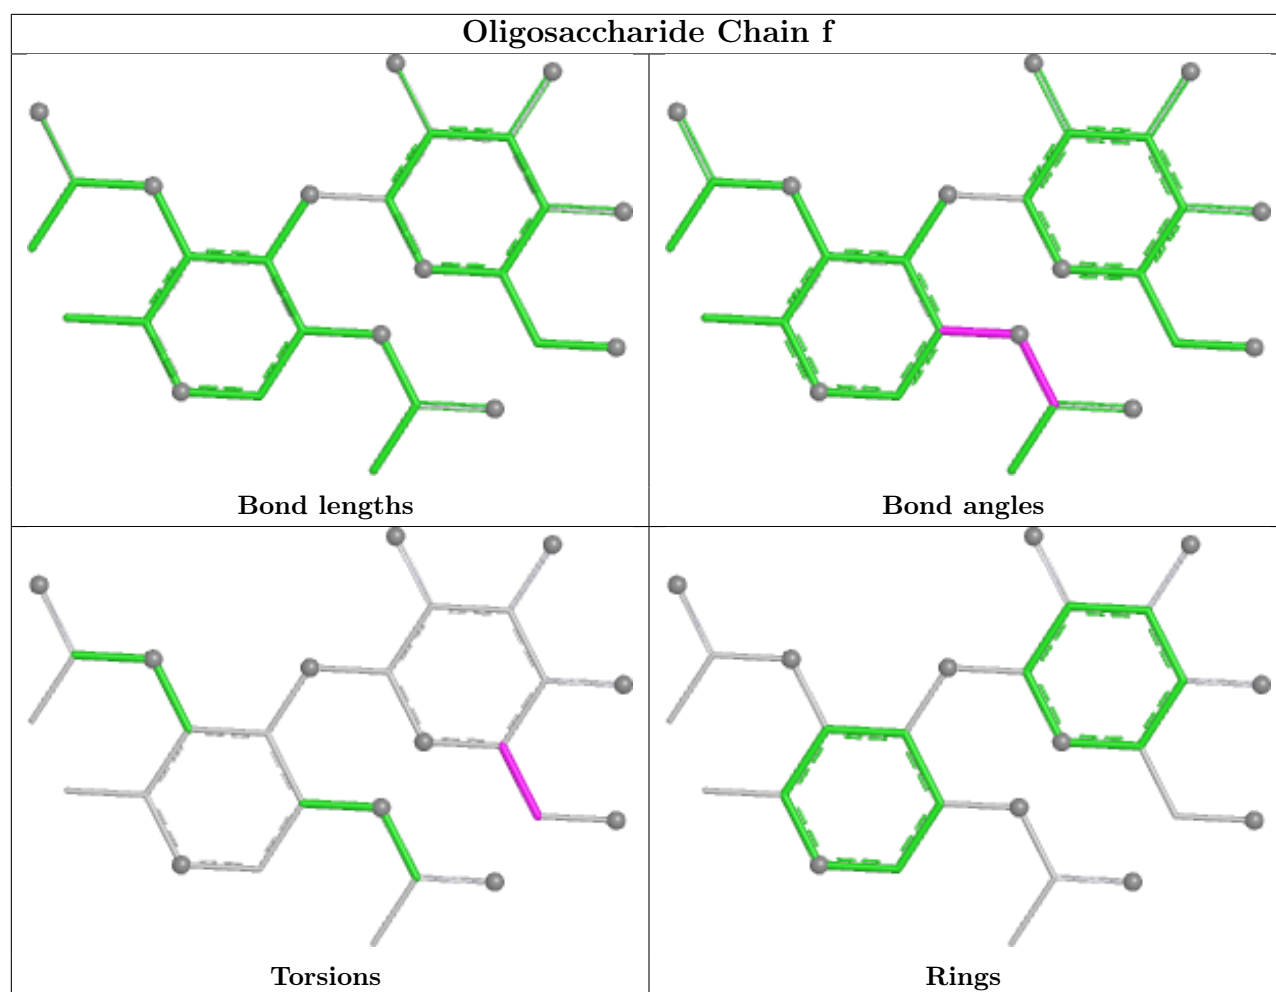 Oligosaccharide Chain f
Bond lengths
Bond angles
Torsions
Rings